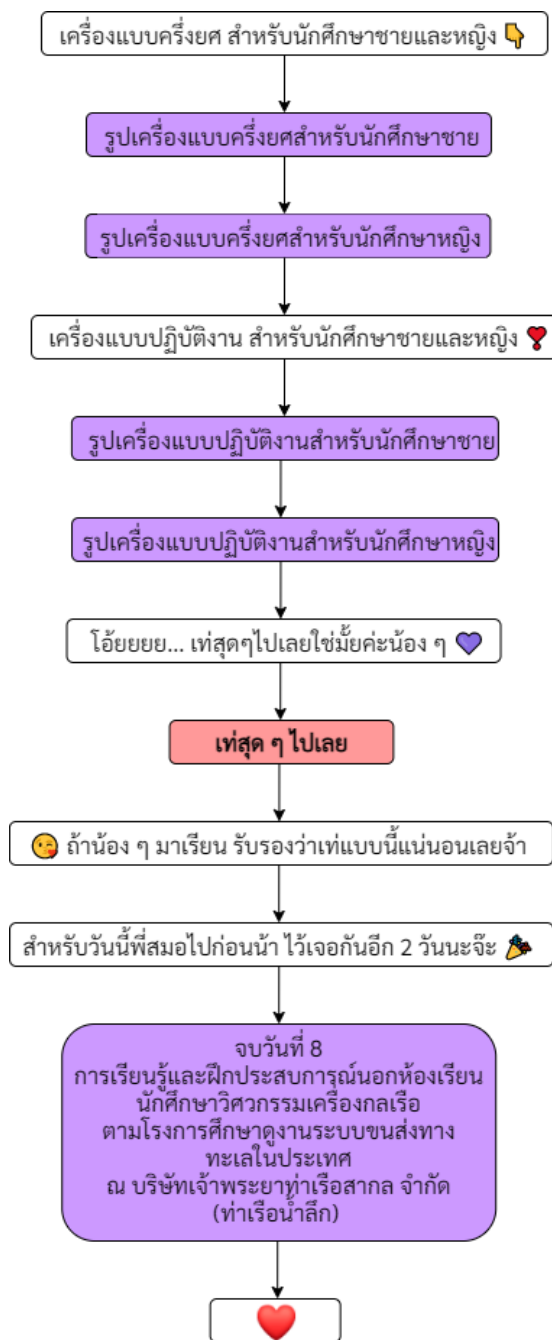 เครื่องแบบครึ่งยศ สำหรับนักศึกษาชายและหญิง 👇
รูปเครื่องแบบครึ่งยศสำหรับนักศึกษาชาย
รูปเครื่องแบบครึ่งยศสำหรับนักศึกษาหญิง
เครื่องแบบปฏิบัติงาน สำหรับนักศึกษาชายและหญิง ❣️
รูปเครื่องแบบปฏิบัติงานสำหรับนักศึกษาชาย
รูปเครื่องแบบปฏิบัติงานสำหรับนักศึกษาหญิง
โอ้ยยยย... เท่สุดๆไปเลยใช่มั้ยค่ะน้อง ๆ 💜
เท่สุด ๆ ไปเลย
😘 ถ้าน้อง ๆ มาเรียน รับรองว่าเท่แบบนี้แน่นอนเลยจ้า
สำหรับวันนี้พี่สมอไปก่อนน้า ไว้เจอกันอีก 2 วันนะจ๊ะ 🎉
จบวันที่ 8
การเรียนรู้และฝึกประสบการณ์นอกห้องเรียน
นักศึกษาวิศวกรรมเครื่องกลเรือ
ตามโรงการศึกษาดูงานระบบขนส่งทาง
ทะเลในประเทศ
ณ บริษัทเจ้าพระยาท่าเรือสากล จำกัด
(ท่าเรือน้ำลึก)
❤️